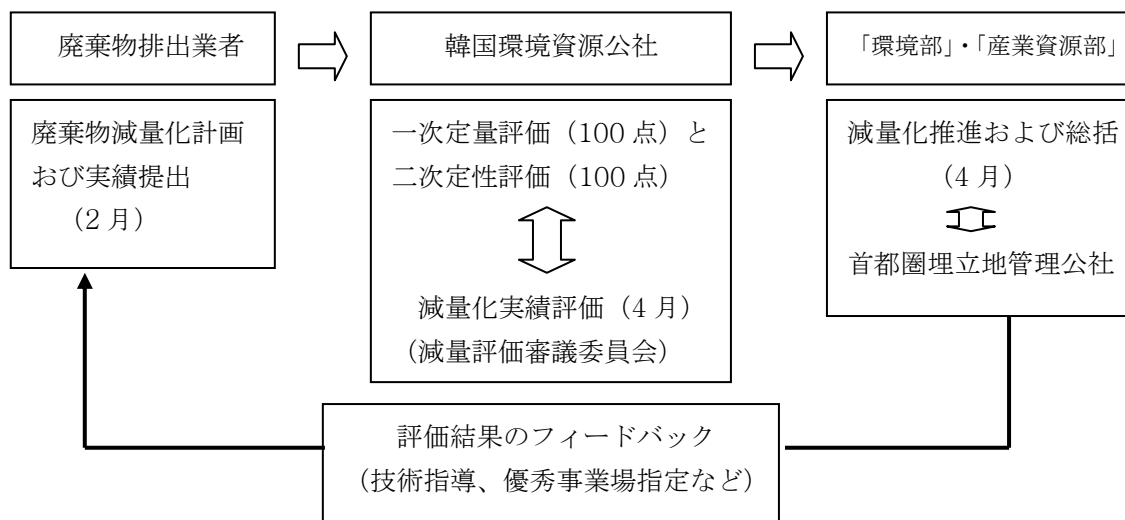 廃棄物排出業者
韓国環境資源公社
「環境部」・「産業資源部」
廃棄物減量化計画
および実績提出
（2 月）
一次定量評価（100 点）と
二次定性評価（100 点）
減量化実績評価（4 月）
（減量評価審議委員会）
減量化推進および総括
（4 月）
首都圏埋立地管理公社
評価結果のフィードバック
（技術指導、優秀事業場指定など）